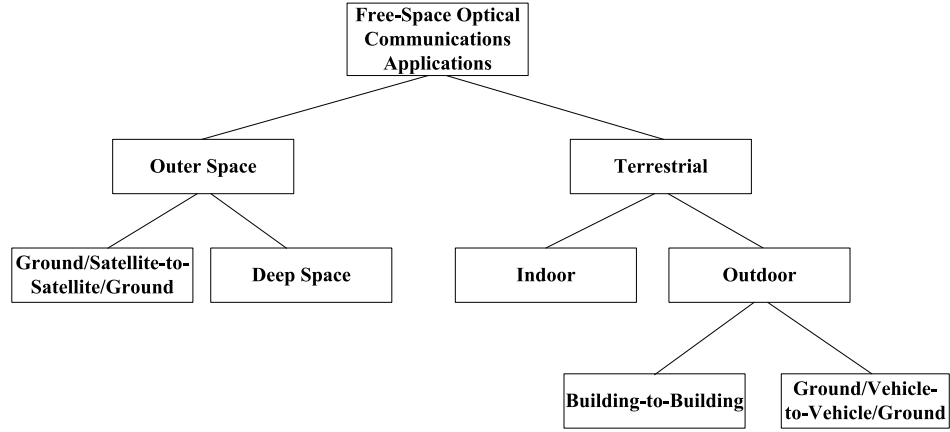 Free-Space Optical
Communications
Applications
Outer Space
Terrestrial
Ground/Satellite-to-
Satellite/Ground
Deep Space
Indoor
Outdoor
Building-to-Building
Ground/Vehicle-
to-Vehicle/Ground